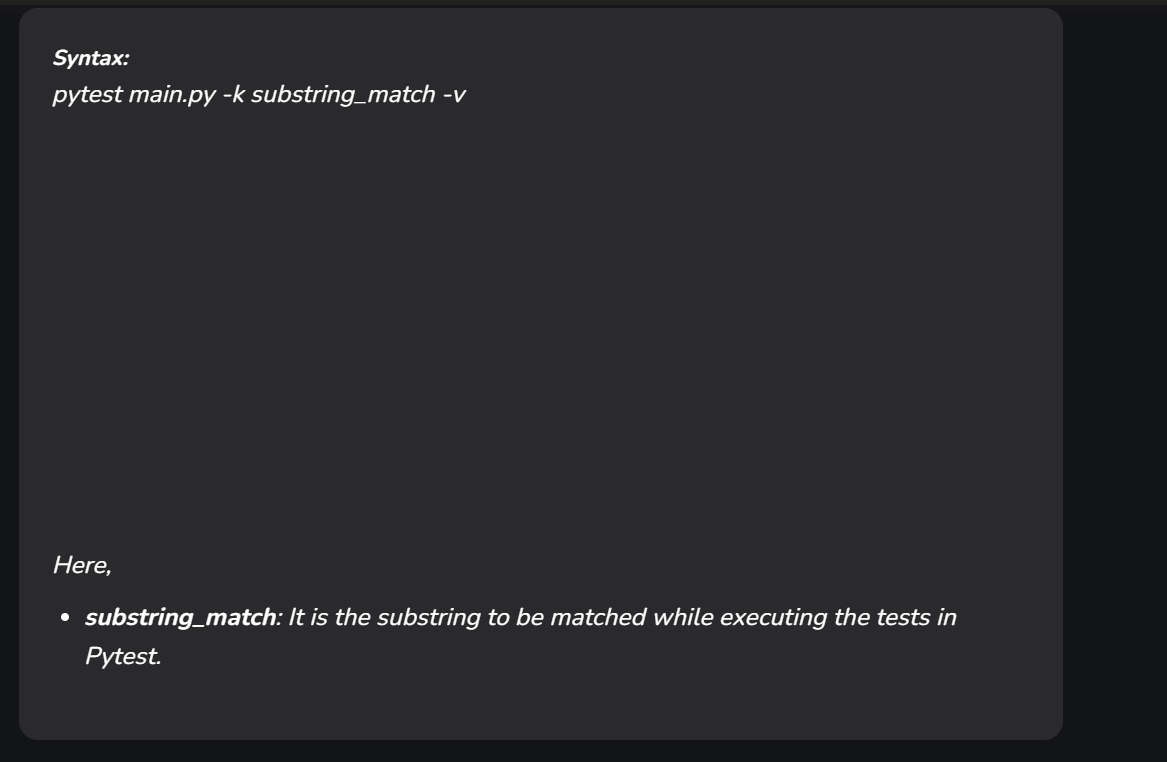 Syntax:
pytest main.py -k substring_match -v
Here,
• substring_match: It is the substring to be matched while executing the tests in
Pytest.